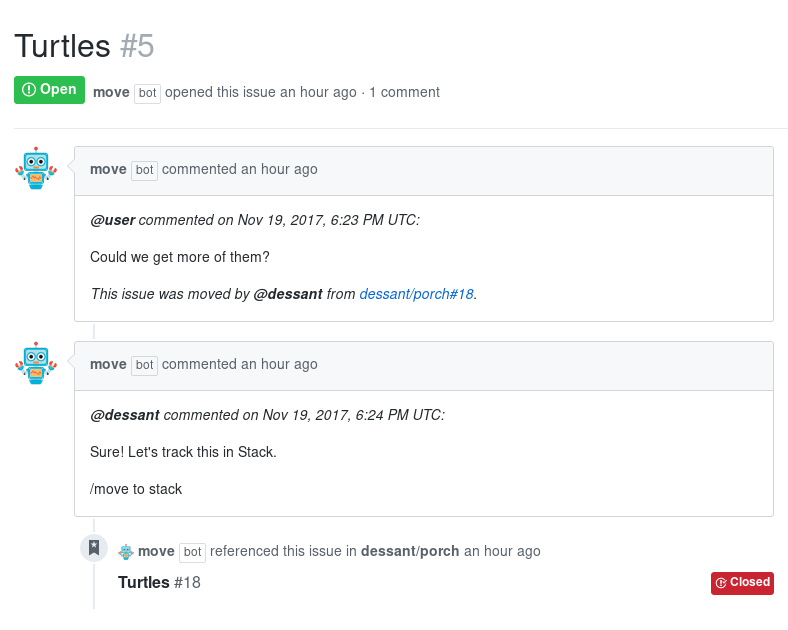 Turtles #5
Open move bot opened this issue an hour ago · 1 comment
move bot commented an hour ago
@user commented on Nov 19, 2017, 6:23 PM UTC:
Could we get more of them?
This issue was moved by @dessant from dessant/porch#18.
move bot commented an hour ago
@dessant commented on Nov 19, 2017, 6:24 PM UTC:
Sure! Let's track this in Stack.
/move to stack
move bot referenced this issue in dessant/porch an hour ago
Turtles #18 Closed